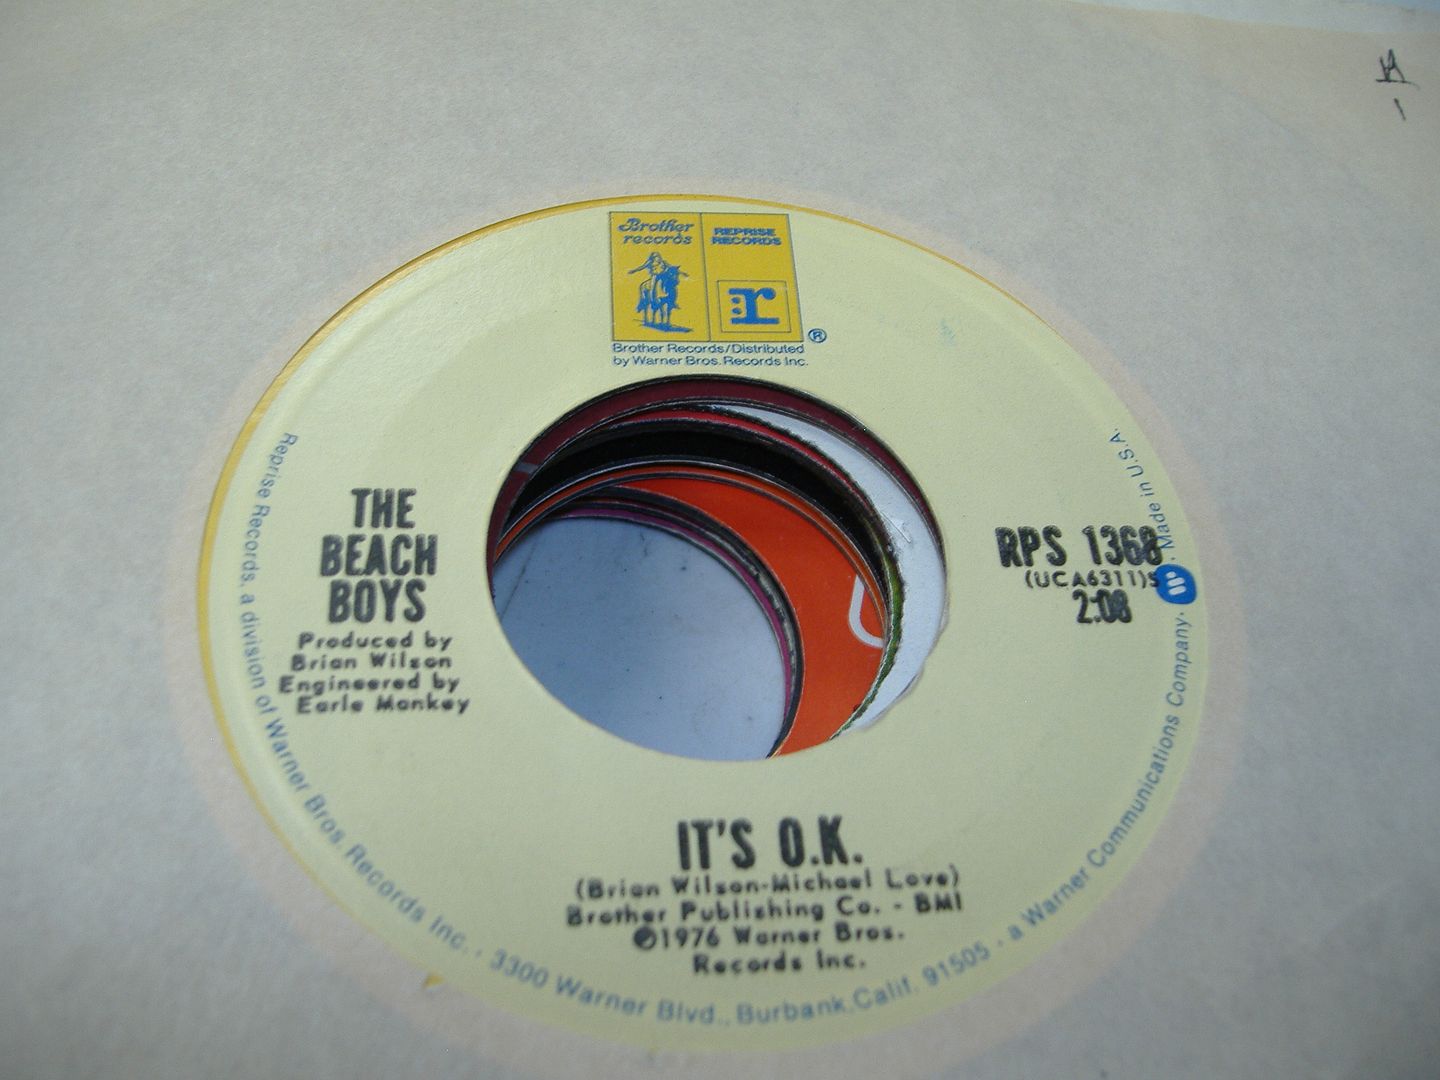 Brother
records
REPRISE
RECORDS
:r
®
Brother Records/Distributed
by Warner Bros. Records Inc.
THE
BEACH
BOYS
Produced by
Brian Wilson
Engineered by
Earle Mankey
RPS 1368
(UCA6311)S
2:08
IT'S O.K.
(Brian Wilson-Michael Love)
Brother Publishing Co. - BMI
℗1976 Warner Bros.
Records Inc.
Reprise Records, a division of Warner Bros. Records Inc. · 3300 Warner Blvd., Burbank, Calif. 91505 · a Warner Communications Company · Made in U.S.A.